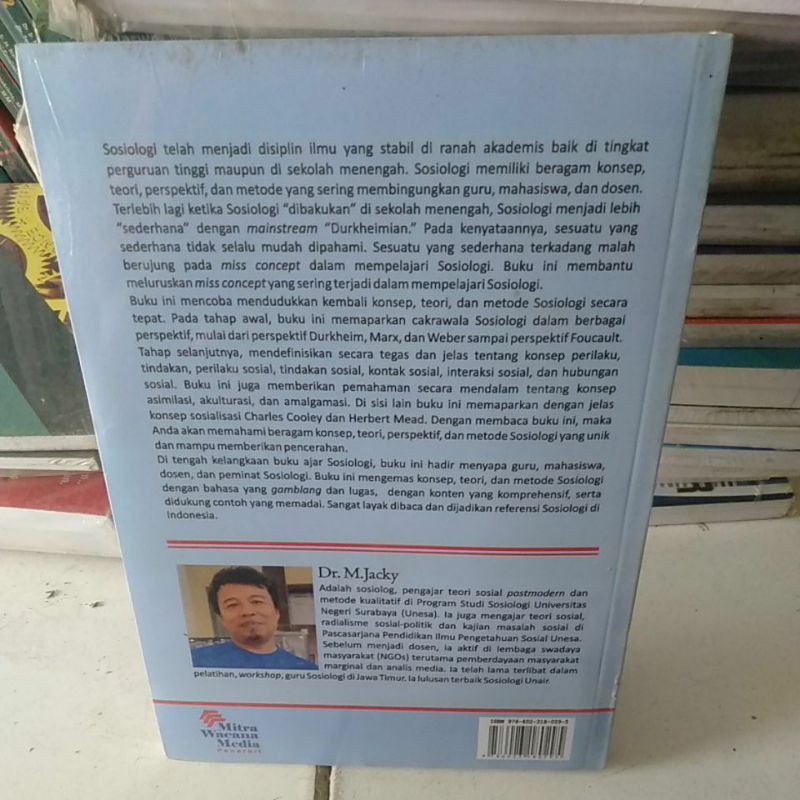 Sosiologi telah menjadi disiplin ilmu yang stabil di ranah akademis baik di tingkat
perguruan tinggi maupun di sekolah menengah. Sosiologi memiliki beragam konsep,
teori, perspektif, dan metode yang sering membingungkan guru, mahasiswa, dan dosen.
Terlebih lagi ketika Sosiologi "dibakukan" di sekolah menengah, Sosiologi menjadi lebih
"sederhana" dengan mainstream "Durkheimian." Pada kenyataannya, sesuatu yang
sederhana tidak selalu mudah dipahami. Sesuatu yang sederhana terkadang malah
berujung pada miss concept dalam mempelajari Sosiologi. Buku ini membantu
meluruskan miss concept yang sering terjadi dalam mempelajari Sosiologi.
Buku ini mencoba mendudukkan kembali konsep, teori, dan metode Sosiologi secara
tepat. Pada tahap awal, buku ini memaparkan cakrawala Sosiologi dalam berbagai
perspektif, mulai dari perspektif Durkheim, Marx, dan Weber sampai perspektif Foucault.
Tahap selanjutnya, mendefinisikan secara tegas dan jelas tentang konsep perilaku,
tindakan, perilaku sosial, tindakan sosial, kontak sosial, interaksi sosial, dan hubungan
sosial. Buku ini juga memberikan pemahaman secara mendalam tentang konsep
asimilasi, akulturasi, dan amalgamasi. Di sisi lain buku ini memaparkan dengan jelas
konsep sosialisasi Charles Cooley dan Herbert Mead. Dengan membaca buku ini, maka
Anda akan memahami beragam konsep, teori, perspektif, dan metode Sosiologi yang unik
dan mampu memberikan pencerahan.
Di tengah kelangkaan buku ajar Sosiologi, buku ini hadir menyapa guru, mahasiswa,
dosen, dan peminat Sosiologi. Buku ini mengemas konsep, teori, dan metode Sosiologi
dengan bahasa yang gamblang dan lugas, dengan konten yang komprehensif, serta
didukung contoh yang memadai. Sangat layak dibaca dan dijadikan referensi Sosiologi di
Indonesia.
Dr. M.Jacky
Adalah sosiolog, pengajar teori sosial postmodern dan
metode kualitatif di Program Studi Sosiologi Universitas
Negeri Surabaya (Unesa). Ia juga mengajar teori sosial,
radialisme sosial-politik dan kajian masalah sosial di
Pascasarjana Pendidikan Ilmu Pengetahuan Sosial Unesa.
Sebelum menjadi dosen, ia aktif di lembaga swadaya
masyarakat (NGOs) terutama pemberdayaan masyarakat
marginal dan analis media. Ia telah lama terlibat dalam
pelatihan, workshop, guru Sosiologi di Jawa Timur. Ia lulusan terbaik Sosiologi Unair.
Mitra
Wacana
Media
Penerbit
ISBN 978-602-318-039-5